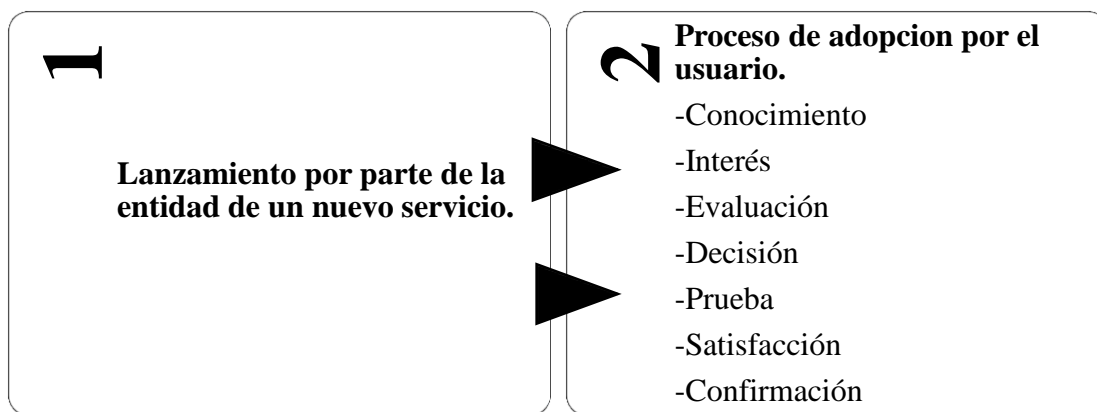 1
Lanzamiento por parte de la
entidad de un nuevo servicio.
2
Proceso de adopcion por el
usuario.
-Conocimiento
-Interés
-Evaluación
-Decisión
-Prueba
-Satisfacción
-Confirmación